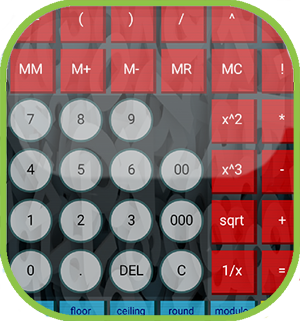 ( ) / ^
MM M+ M- MR MC !
7 8 9 x^2 *
4 5 6 00 x^3 -
1 2 3 000 sqrt +
0 . DEL C 1/x =
floor ceiling round module